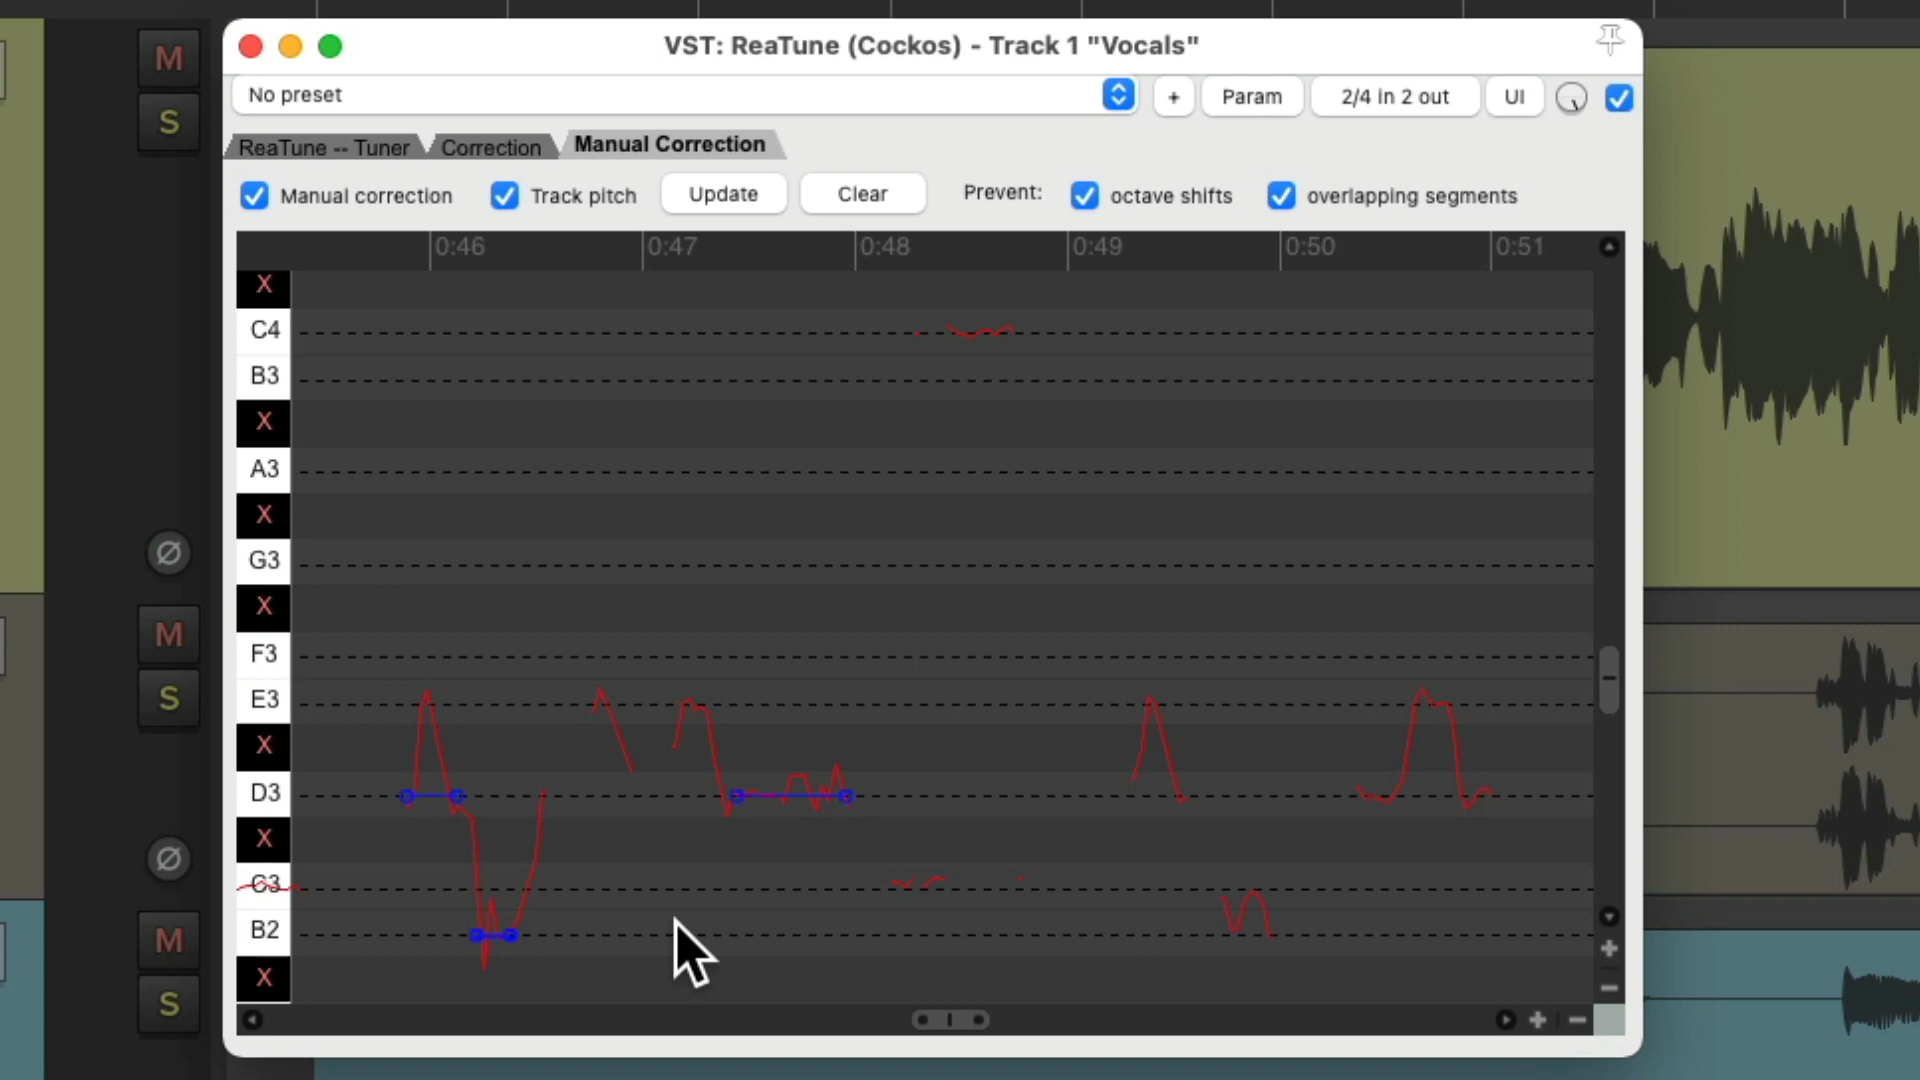 VST: ReaTune (Cockos) - Track 1 "Vocals"
No preset
+
Param
2/4 in 2 out
UI
ReaTune -- Tuner
Correction
Manual Correction
Manual correction
Track pitch
Update
Clear
Prevent:
octave shifts
overlapping segments
0:46
0:47
0:48
0:49
0:50
0:51
X
C4
B3
X
A3
X
G3
X
F3
E3
X
D3
X
C3
B2
X
M
S
Ø
M
S
Ø
M
S